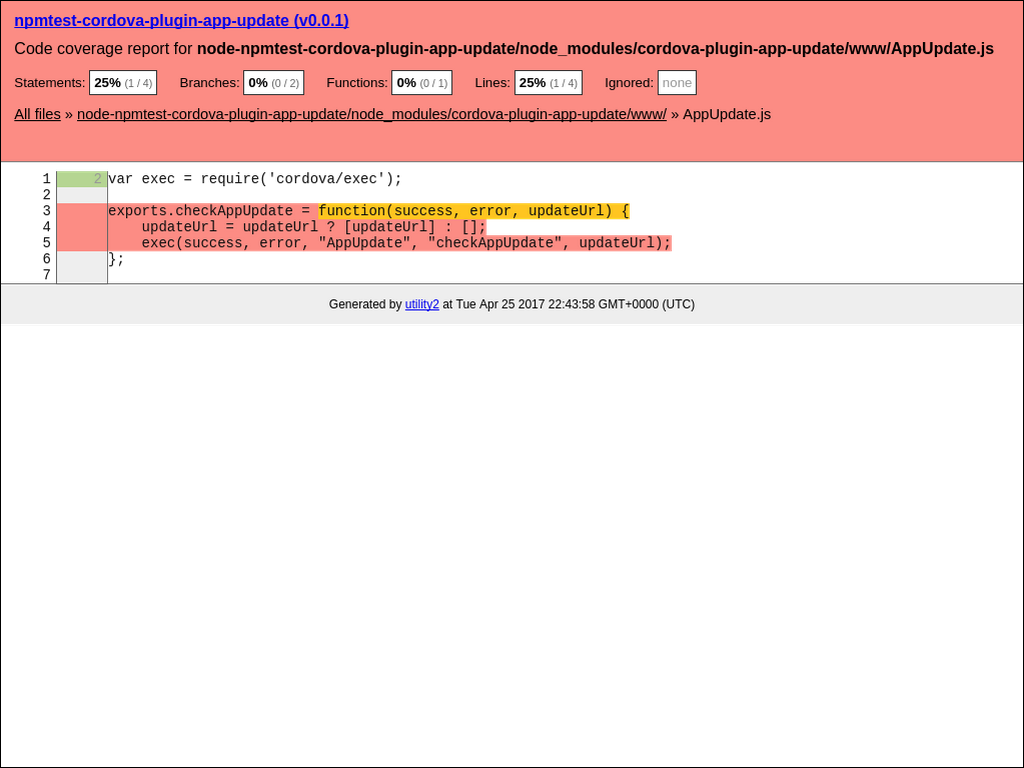 npmtest-cordova-plugin-app-update (v0.0.1)
Code coverage report for node-npmtest-cordova-plugin-app-update/node_modules/cordova-plugin-app-update/www/AppUpdate.js
Statements: 25% (1 / 4) Branches: 0% (0 / 2) Functions: 0% (0 / 1) Lines: 25% (1 / 4) Ignored: none
All files » node-npmtest-cordova-plugin-app-update/node_modules/cordova-plugin-app-update/www/ » AppUpdate.js
1 2 var exec = require('cordova/exec');
2
3 exports.checkAppUpdate = function(success, error, updateUrl) {
4     updateUrl = updateUrl ? [updateUrl] : [];
5     exec(success, error, "AppUpdate", "checkAppUpdate", updateUrl);
6 };
7
Generated by utility2 at Tue Apr 25 2017 22:43:58 GMT+0000 (UTC)